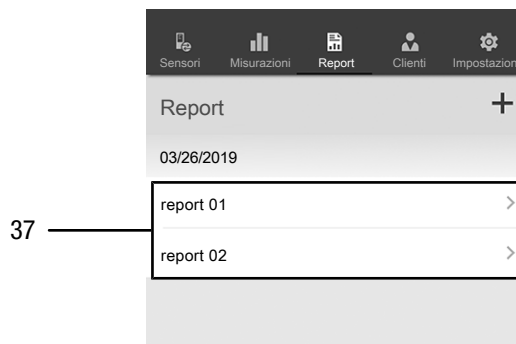 Sensori Misurazioni Report Clienti Impostazion
Report +
03/26/2019
37
report 01
report 02